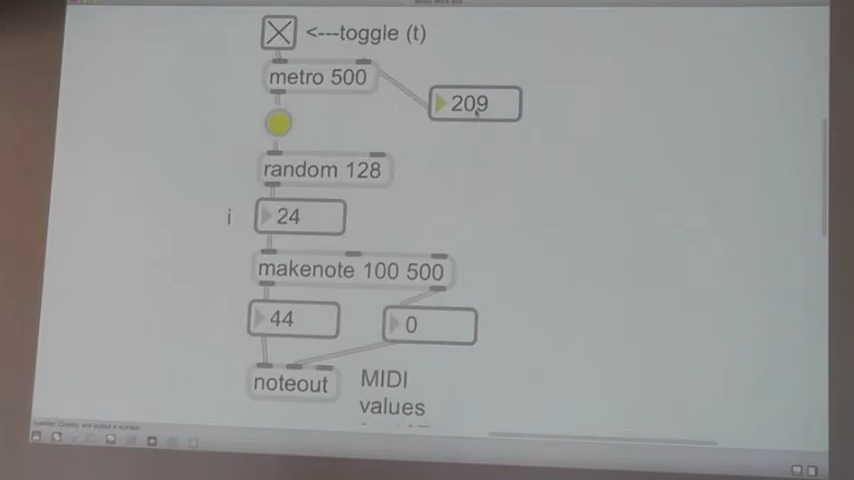 <---toggle (t)
metro 500
209
random 128
i
24
makenote 100 500
44
0
noteout
MIDI
values